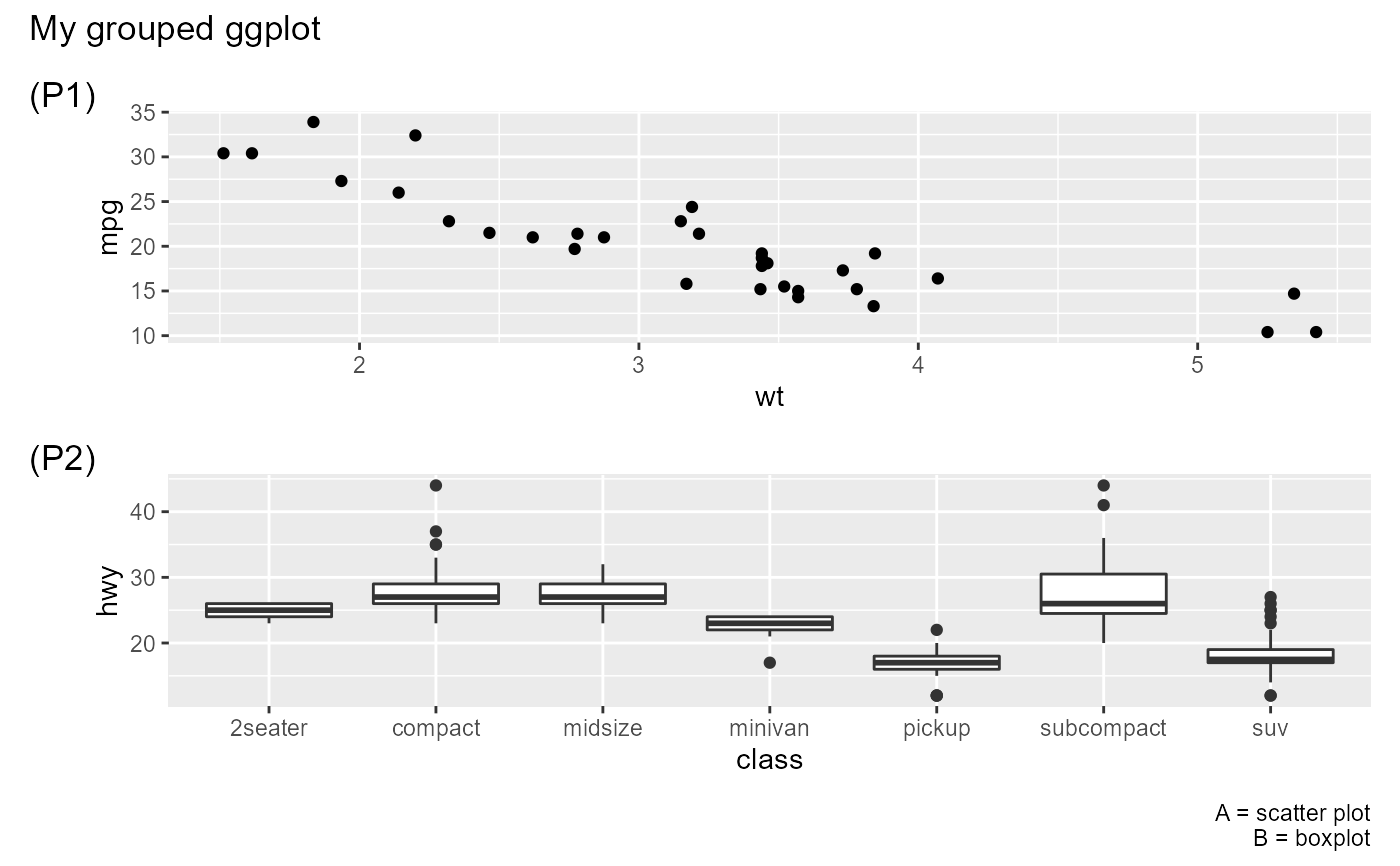 My grouped ggplot
(P1)
35
30
25
20
15
10
mpg
2 3 4 5
wt
(P2)
40
30
20
hwy
2seater compact midsize minivan pickup subcompact suv
class
A = scatter plot
B = boxplot